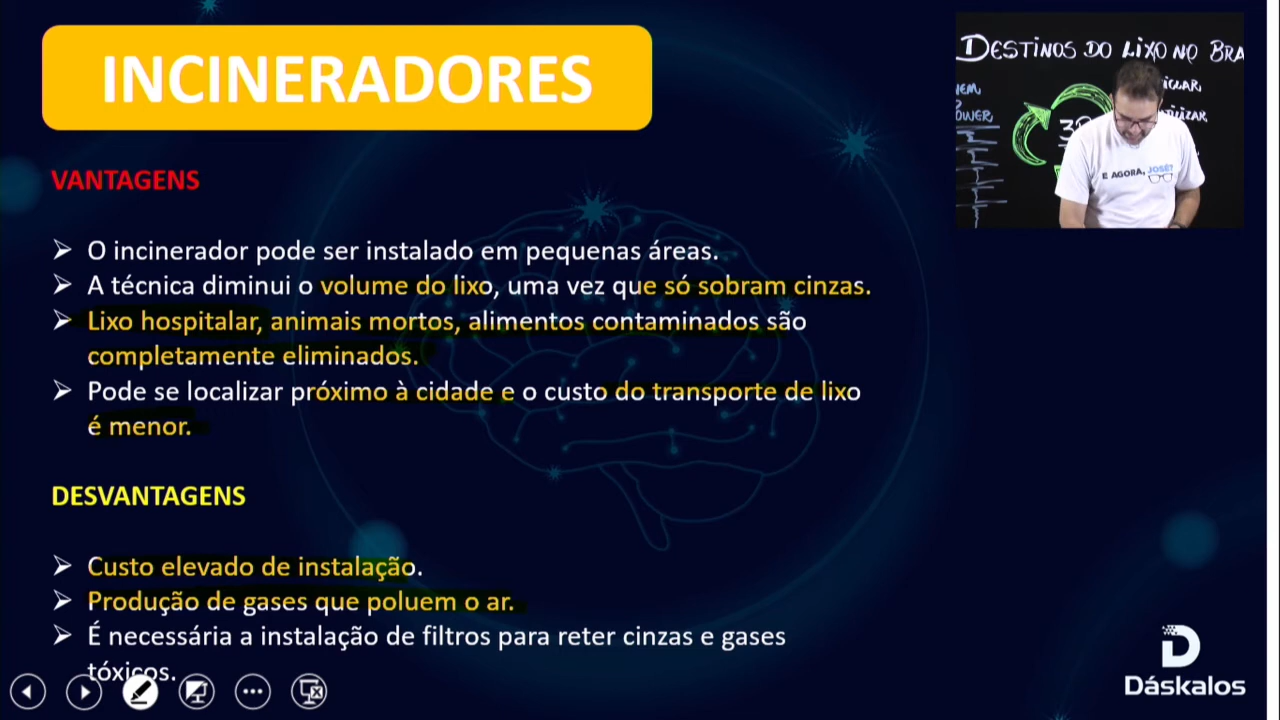 INCINERADORES
VANTAGENS
➢ O incinerador pode ser instalado em pequenas áreas.
➢ A técnica diminui o volume do lixo, uma vez que só sobram cinzas.
➢ Lixo hospitalar, animais mortos, alimentos contaminados são
completamente eliminados.
➢ Pode se localizar próximo à cidade e o custo do transporte de lixo
é menor.
DESVANTAGENS
➢ Custo elevado de instalação.
➢ Produção de gases que poluem o ar.
➢ É necessária a instalação de filtros para reter cinzas e gases
tóxicos.
DESTINOS DO LIXO NO BRA
3R
E AGORA, JOSÉ?
Dáskalos